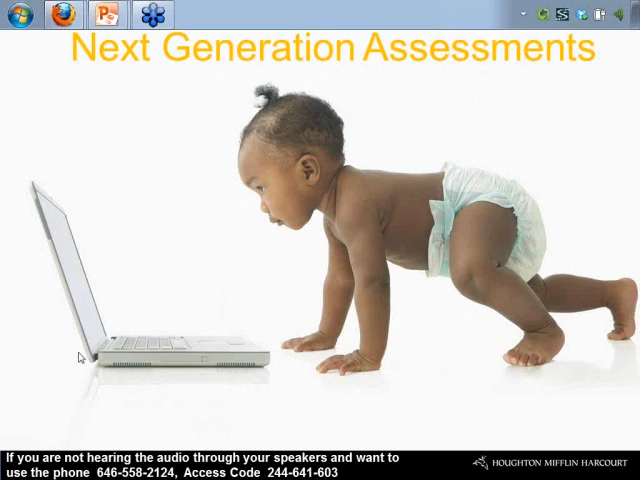 Next Generation Assessments
If you are not hearing the audio through your speakers and want to
use the phone 646-558-2124, Access Code 244-641-603
HOUGHTON MIFFLIN HARCOURT